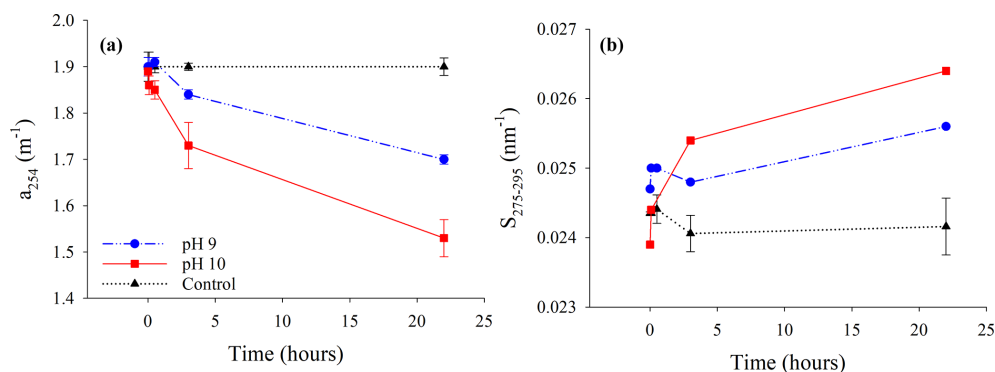 (a)
a254 (m-1)
2.0
1.9
1.8
1.7
1.6
1.5
1.4
pH 9
pH 10
Control
0 5 10 15 20 25
Time (hours)
(b)
S275-295 (nm-1)
0.027
0.026
0.025
0.024
0.023
0 5 10 15 20 25
Time (hours)